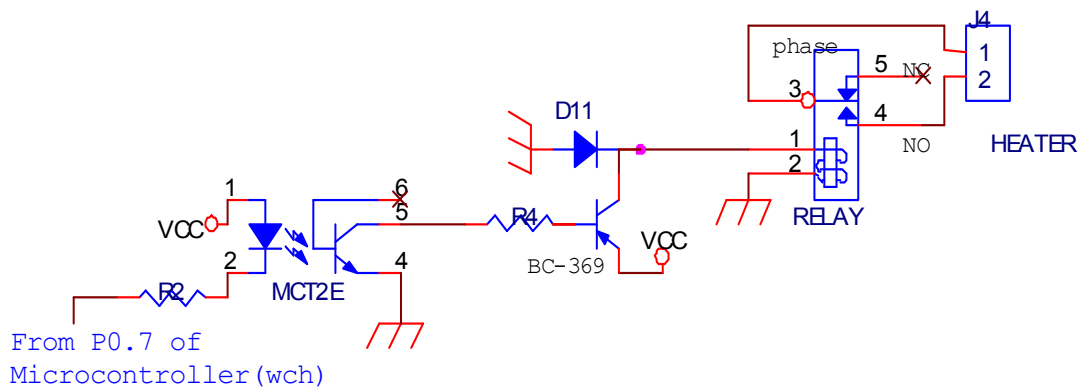 J4
phase
5
NC
1
2
3
D11
4
NO
HEATER
1
2
RELAY
1
6
5
VCC
R4
VCC
2
4
BC-369
R2
MCT2E
From P0.7 of
Microcontroller(wch)